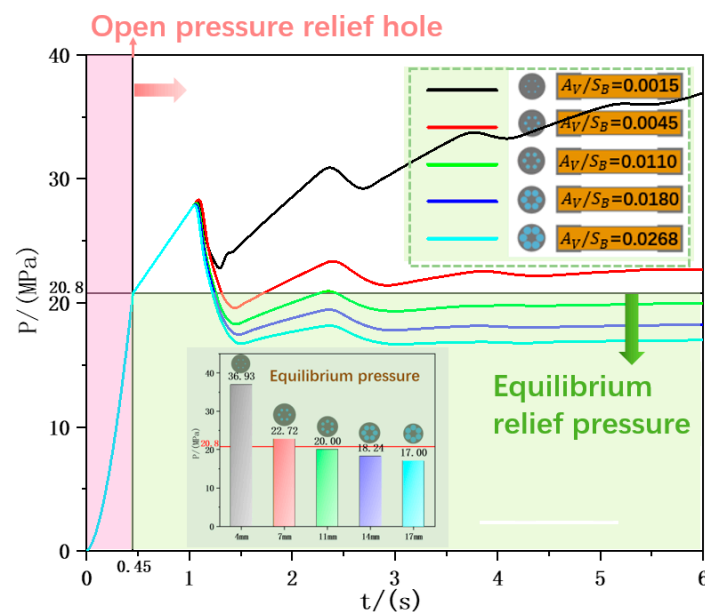 Open pressure relief hole
40
30
20.8
20
10
0
P/(MPa)
A_V/S_B=0.0015
A_V/S_B=0.0045
A_V/S_B=0.0110
A_V/S_B=0.0180
A_V/S_B=0.0268
Equilibrium
relief pressure
Equilibrium pressure
36.93
22.72
20.00
18.24
17.00
40
30
20.8
20
10
0
P/(MPa)
4mm 7mm 11mm 14mm 17mm
0 0.45 1 2 3 4 5 6
t/(s)